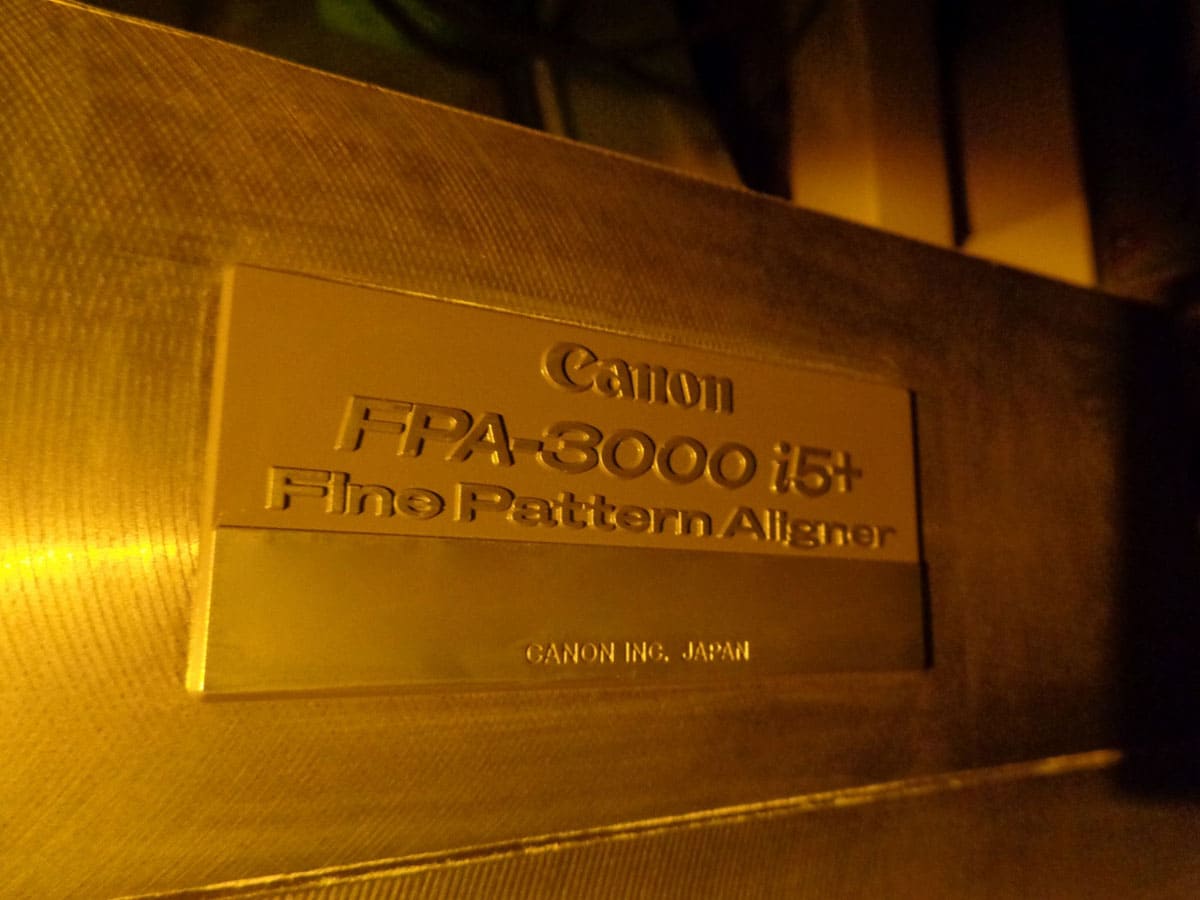 Canon
FPA-3000 i5+
Fine Pattern Aligner
CANON INC. JAPAN